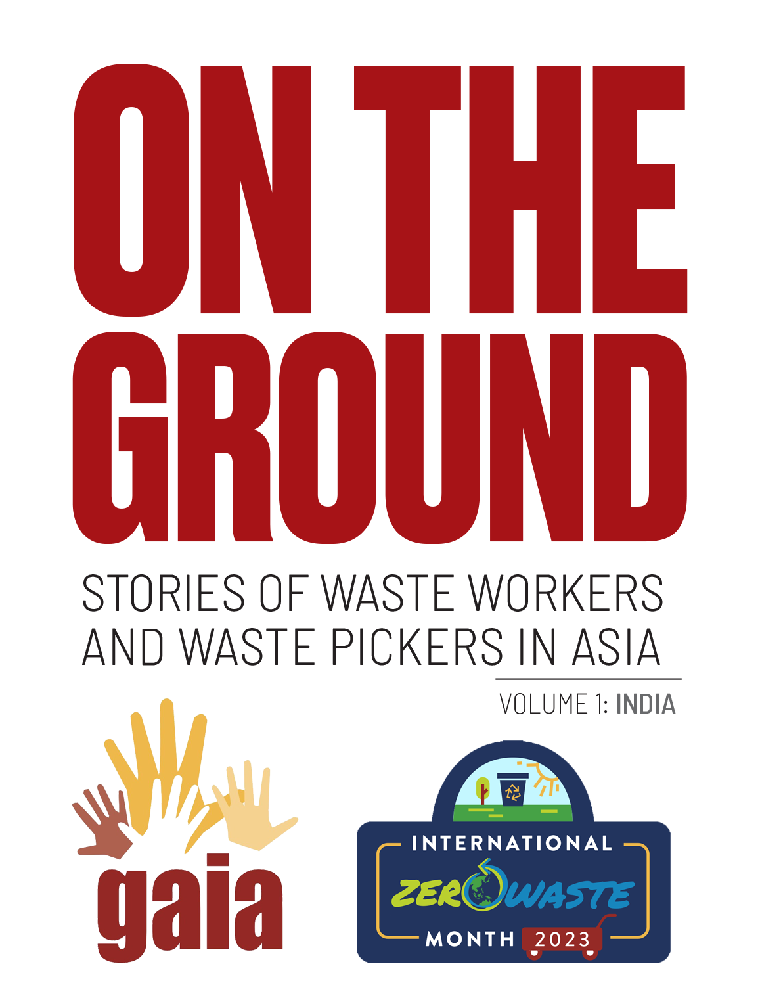 ON THE
GROUND
STORIES OF WASTE WORKERS
AND WASTE PICKERS IN ASIA
VOLUME 1: INDIA
gaia
INTERNATIONAL
ZERO WASTE
MONTH 2023